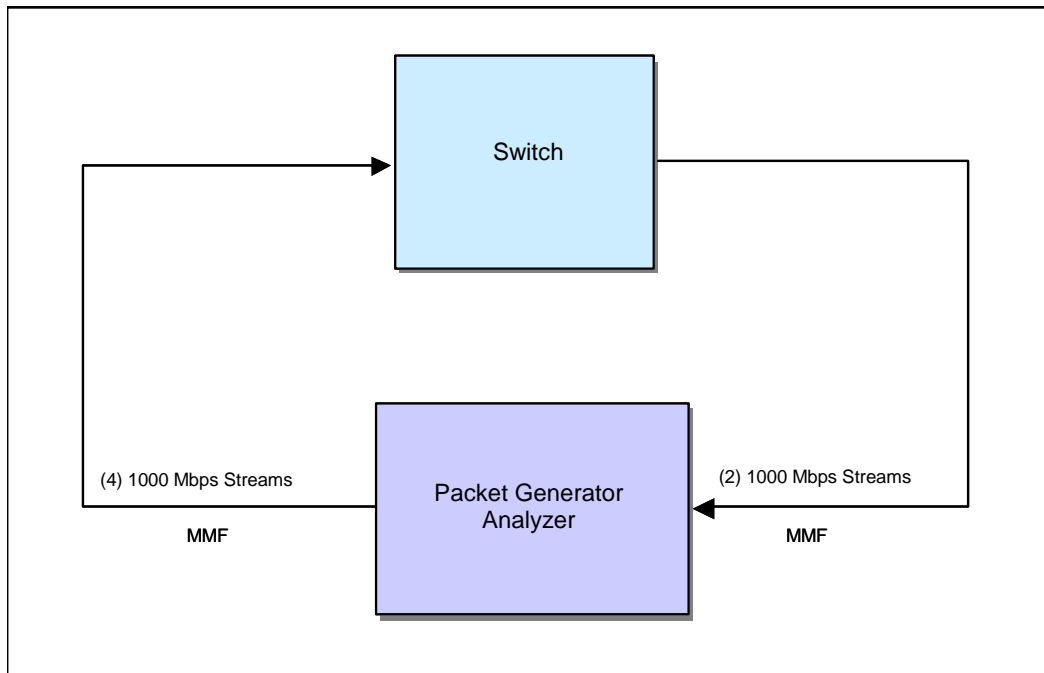 Switch
(4) 1000 Mbps Streams
MMF
Packet Generator
Analyzer
(2) 1000 Mbps Streams
MMF